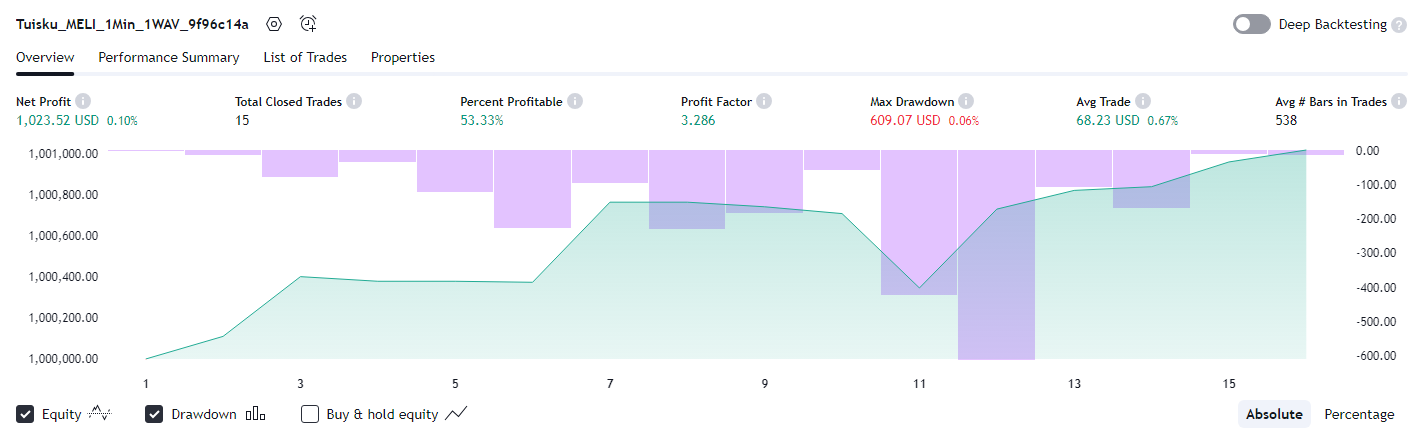 Tuisku_MELI_1Min_1WAV_9f96c14a Deep Backtesting ?
Overview Performance Summary List of Trades Properties
Net Profit Total Closed Trades Percent Profitable Profit Factor Max Drawdown Avg Trade Avg # Bars in Trades
1,023.52 USD 0.10% 15 53.33% 3.286 609.07 USD 0.06% 68.23 USD 0.67% 538
1,001,000.00 0.00
1,000,800.00 -100.00
1,000,600.00 -200.00
1,000,400.00 -300.00
1,000,200.00 -400.00
1,000,000.00 -500.00
-600.00
1 3 5 7 9 11 13 15
Equity Drawdown Buy & hold equity Absolute Percentage